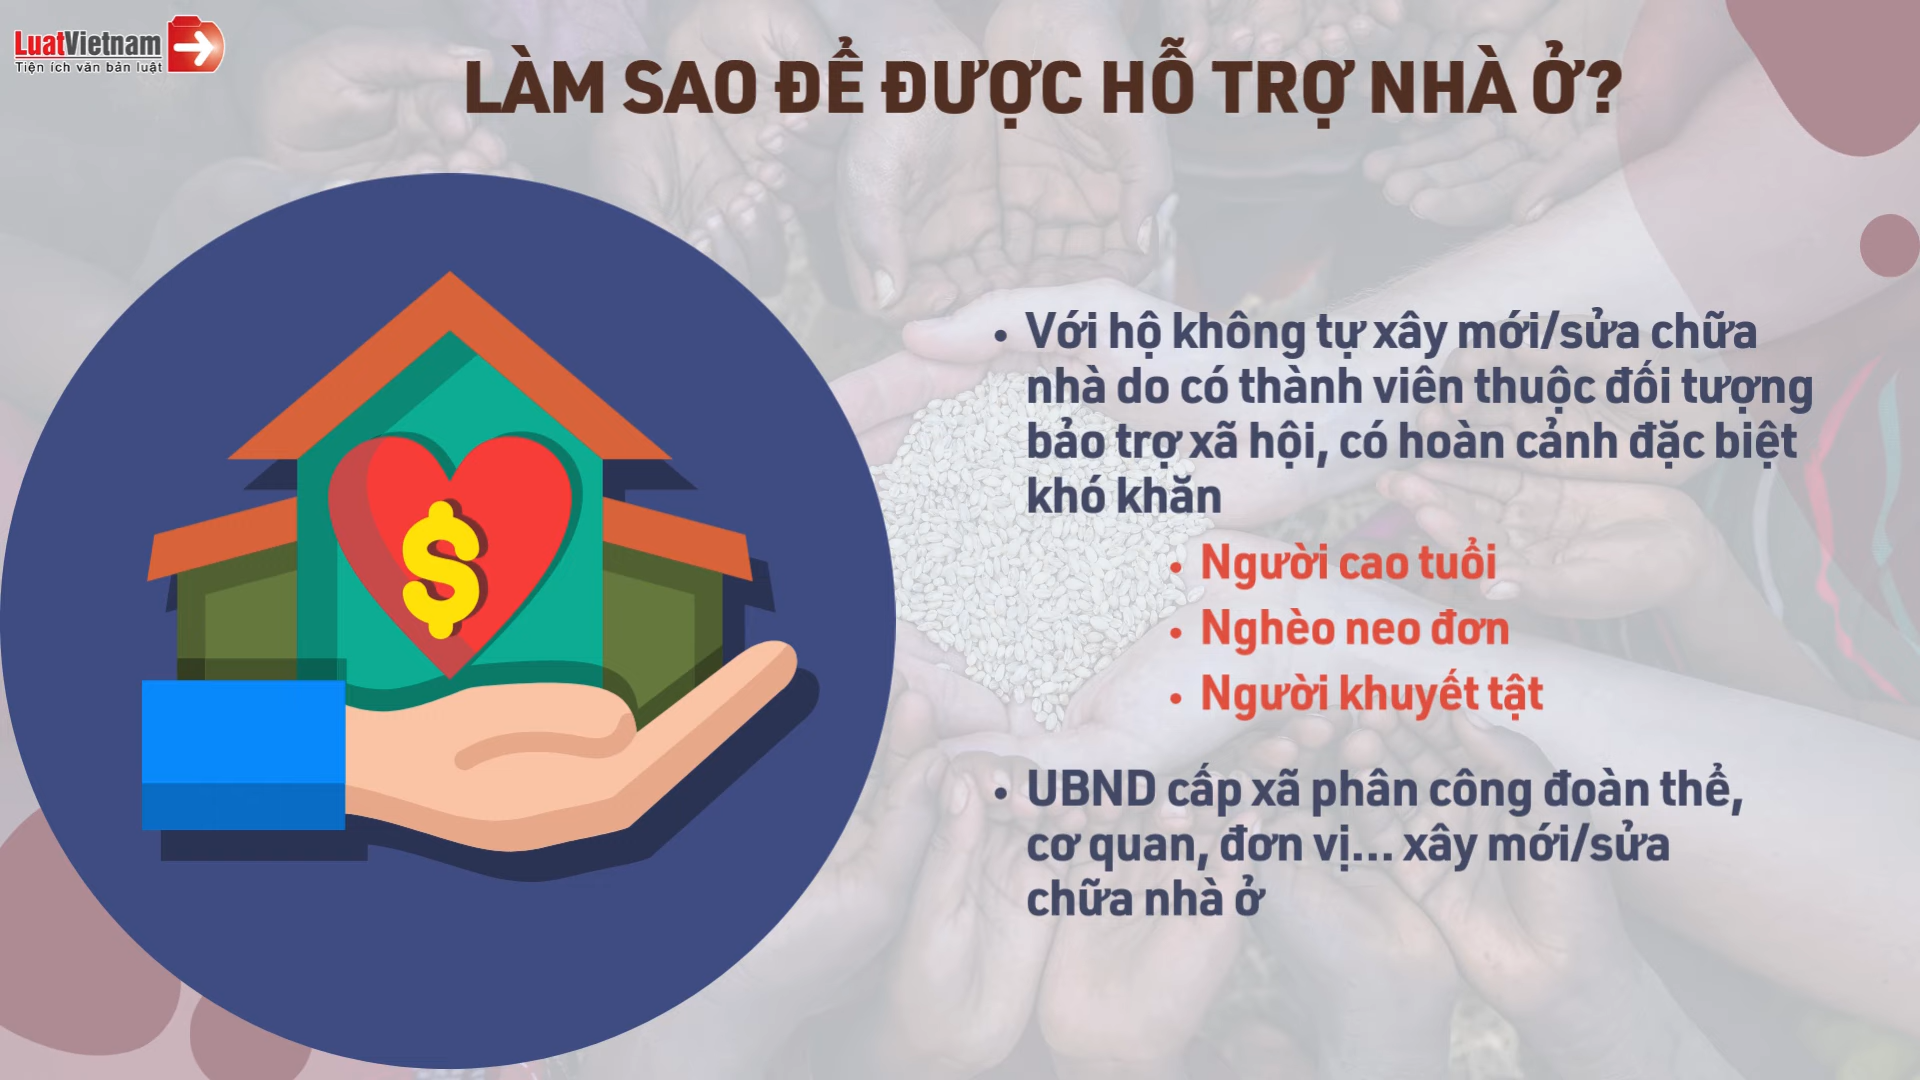 LuatVietnam
Tiện ích văn bản luật
LÀM SAO ĐỂ ĐƯỢC HỖ TRỢ NHÀ Ở?
• Với hộ không tự xây mới/sửa chữa
nhà do có thành viên thuộc đối tượng
bảo trợ xã hội, có hoàn cảnh đặc biệt
khó khăn
• Người cao tuổi
• Nghèo neo đơn
• Người khuyết tật
• UBND cấp xã phân công đoàn thể,
cơ quan, đơn vị... xây mới/sửa
chữa nhà ở
$